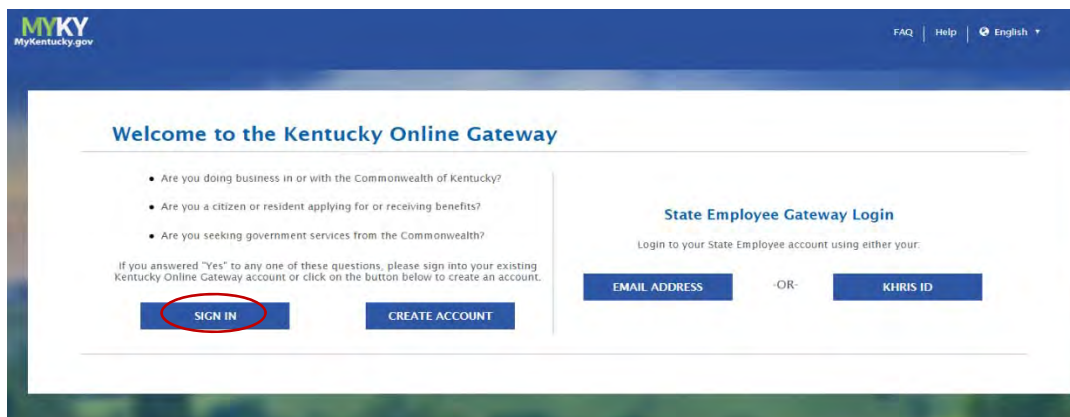 MYKY
MyKentucky.gov
FAQ | Help | English
Welcome to the Kentucky Online Gateway
• Are you doing business in or with the Commonwealth of Kentucky?
• Are you a citizen or resident applying for or receiving benefits?
• Are you seeking government services from the Commonwealth?
If you answered "Yes" to any one of these questions, please sign into your existing
Kentucky Online Gateway account or click on the button below to create an account.
SIGN IN
CREATE ACCOUNT
State Employee Gateway Login
Login to your State Employee account using either your:
EMAIL ADDRESS
-OR-
KHRIS ID